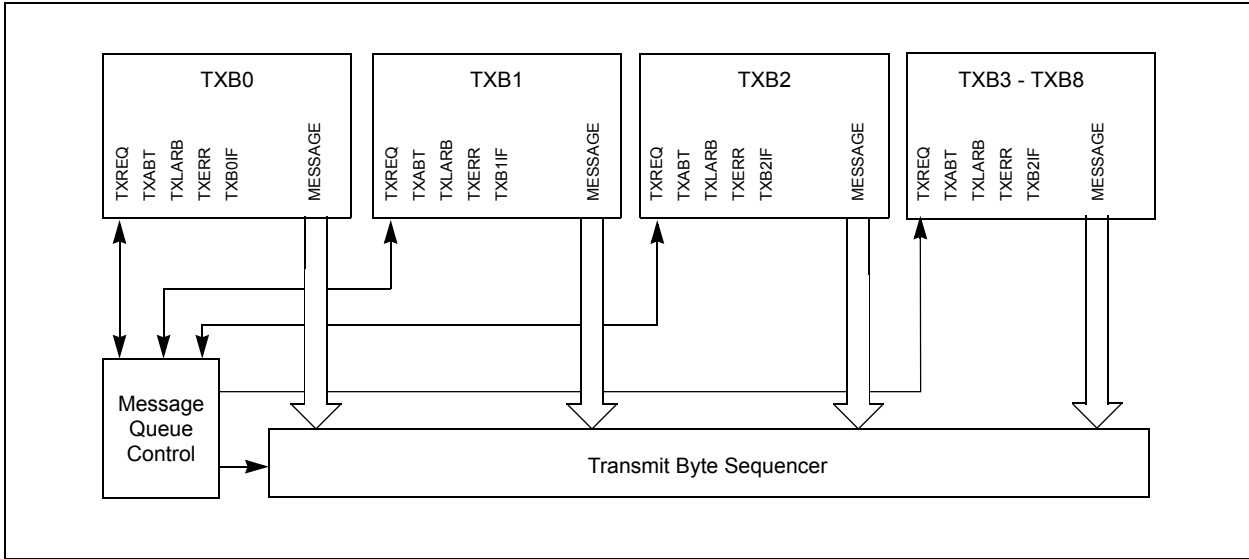 TXB0
TXREQ
TXABT
TXLARB
TXERR
TXB0IF
MESSAGE
TXB1
TXREQ
TXABT
TXLARB
TXERR
TXB1IF
MESSAGE
TXB2
TXREQ
TXABT
TXLARB
TXERR
TXB2IF
MESSAGE
TXB3 - TXB8
TXREQ
TXABT
TXLARB
TXERR
TXB2IF
MESSAGE
Message
Queue
Control
Transmit Byte Sequencer